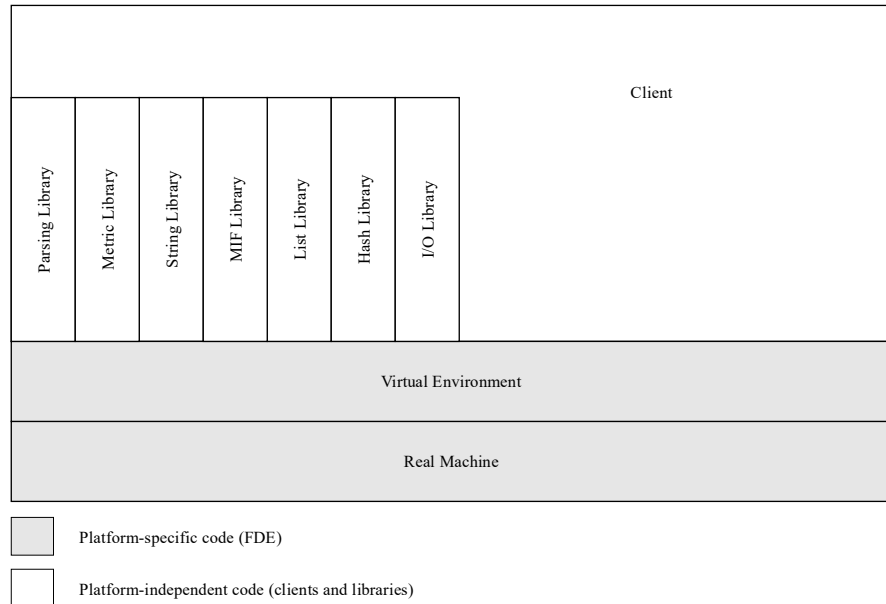 Client
Parsing Library
Metric Library
String Library
MIF Library
List Library
Hash Library
I/O Library
Virtual Environment
Real Machine
Platform-specific code (FDE)
Platform-independent code (clients and libraries)